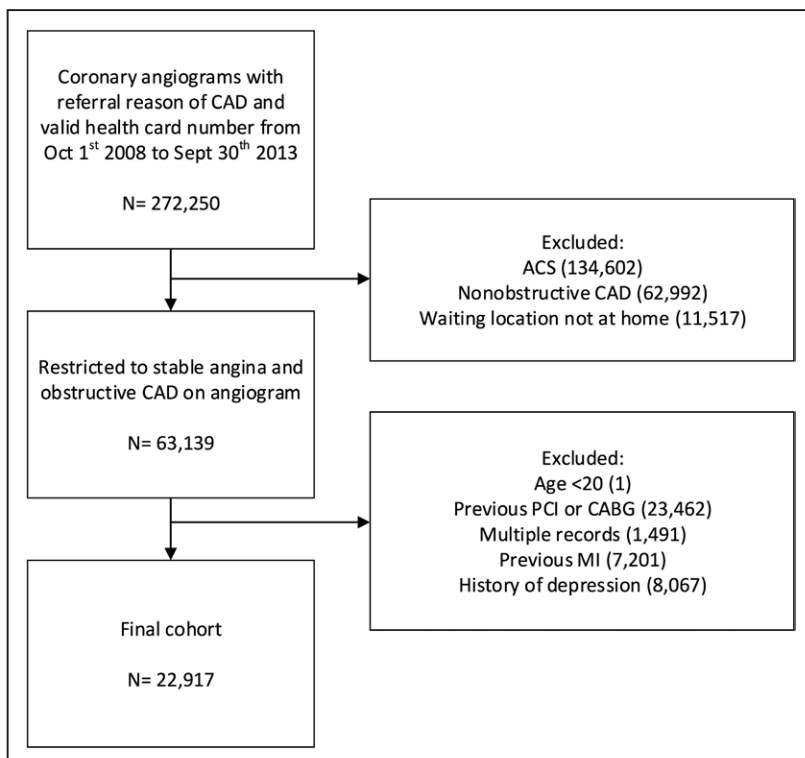 Coronary angiograms with
referral reason of CAD and
valid health card number from
Oct 1st 2008 to Sept 30th 2013
N= 272,250
Excluded:
ACS (134,602)
Nonobstructive CAD (62,992)
Waiting location not at home (11,517)
Restricted to stable angina and
obstructive CAD on angiogram
N= 63,139
Excluded:
Age <20 (1)
Previous PCI or CABG (23,462)
Multiple records (1,491)
Previous MI (7,201)
History of depression (8,067)
Final cohort
N= 22,917